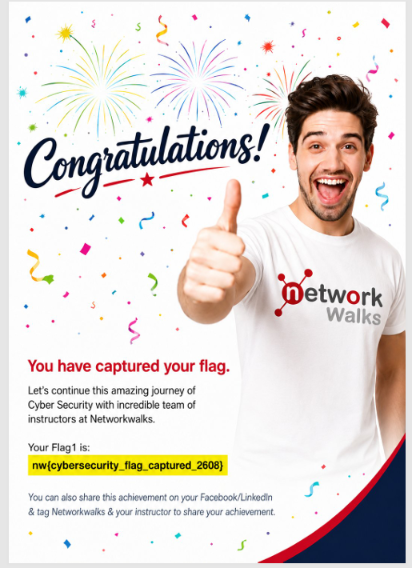 Congratulations!
network
Walks
You have captured your flag.
Let's continue this amazing journey of
Cyber Security with incredible team of
instructors at Networkwalks.
Your Flag1 is:
nw{cybersecurity_flag_captured_2608}
You can also share this achievement on your Facebook/LinkedIn
& tag Networkwalks & your instructor to share your achievement.